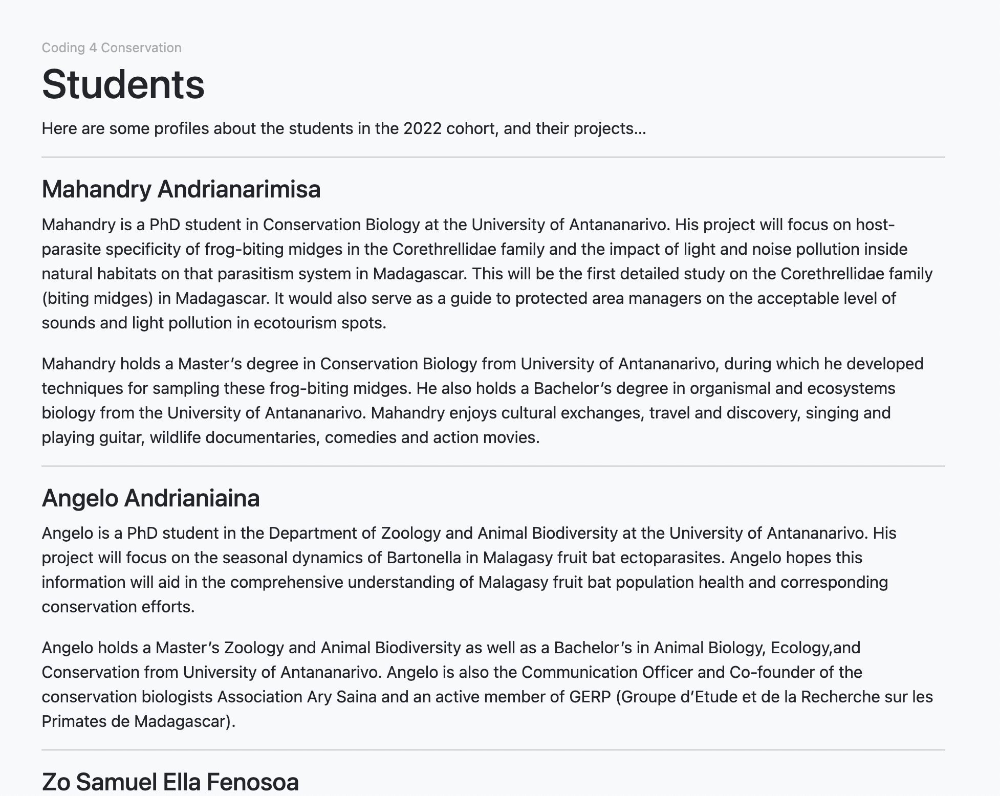 Coding 4 Conservation
Students
Here are some profiles about the students in the 2022 cohort, and their projects...
Mahandry Andrianarimisa
Mahandry is a PhD student in Conservation Biology at the University of Antananarivo. His project will focus on host-
parasite specificity of frog-biting midges in the Corethrellidae family and the impact of light and noise pollution inside
natural habitats on that parasitism system in Madagascar. This will be the first detailed study on the Corethrellidae family
(biting midges) in Madagascar. It would also serve as a guide to protected area managers on the acceptable level of
sounds and light pollution in ecotourism spots.
Mahandry holds a Master’s degree in Conservation Biology from University of Antananarivo, during which he developed
techniques for sampling these frog-biting midges. He also holds a Bachelor’s degree in organismal and ecosystems
biology from the University of Antananarivo. Mahandry enjoys cultural exchanges, travel and discovery, singing and
playing guitar, wildlife documentaries, comedies and action movies.
Angelo Andrianiaina
Angelo is a PhD student in the Department of Zoology and Animal Biodiversity at the University of Antananarivo. His
project will focus on the seasonal dynamics of Bartonella in Malagasy fruit bat ectoparasites. Angelo hopes this
information will aid in the comprehensive understanding of Malagasy fruit bat population health and corresponding
conservation efforts.
Angelo holds a Master’s Zoology and Animal Biodiversity as well as a Bachelor’s in Animal Biology, Ecology,and
Conservation from University of Antananarivo. Angelo is also the Communication Officer and Co-founder of the
conservation biologists Association Ary Saina and an active member of GERP (Groupe d’Etude et de la Recherche sur les
Primates de Madagascar).
Zo Samuel Ella Fenosoa